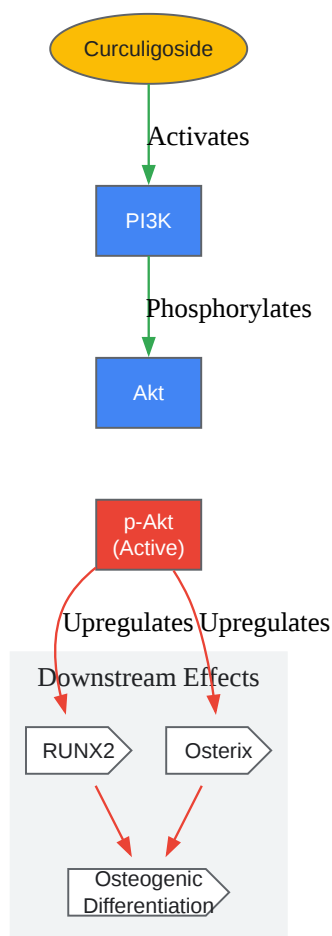 Curculigoside
Activates
PI3K
Phosphorylates
Akt
p-Akt
(Active)
Upregulates Upregulates
Downstream Effects
RUNX2 Osterix
Osteogenic
Differentiation